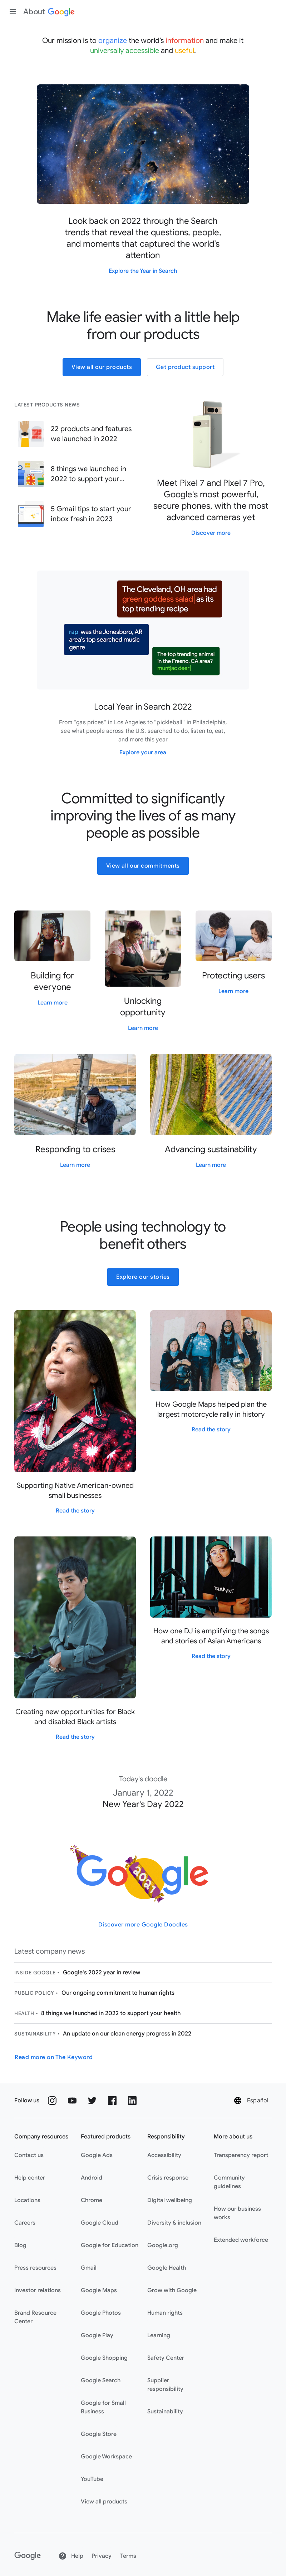 About Google
Our mission is to organize the world's information and make it
universally accessible and useful.
Look back on 2022 through the Search
trends that reveal the questions, people,
and moments that captured the world's
attention
Explore the Year in Search
Make life easier with a little help
from our products
View all our products
Get product support
LATEST PRODUCTS NEWS
22 products and features
we launched in 2022
8 things we launched in
2022 to support your...
5 Gmail tips to start your
inbox fresh in 2023
Meet Pixel 7 and Pixel 7 Pro,
Google's most powerful,
secure phones, with the most
advanced cameras yet
Discover more
The Cleveland, OH area had
green goddess salad as its
top trending recipe
rap was the Jonesboro, AR
area's top searched music
genre
The top trending animal
in the Fresno, CA area?
muntjac deer
Local Year in Search 2022
From "gas prices" in Los Angeles to "pickleball" in Philadelphia,
see what people across the U.S. searched to do, listen to, eat,
and more this year
Explore your area
Committed to significantly
improving the lives of as many
people as possible
View all our commitments
Building for
everyone
Learn more
Unlocking
opportunity
Learn more
Protecting users
Learn more
Responding to crises
Learn more
Advancing sustainability
Learn more
People using technology to
benefit others
Explore our stories
Supporting Native American-owned
small businesses
Read the story
How Google Maps helped plan the
largest motorcycle rally in history
Read the story
Creating new opportunities for Black
and disabled Black artists
Read the story
How one DJ is amplifying the songs
and stories of Asian Americans
Read the story
Today's doodle
January 1, 2022
New Year's Day 2022
Google
2021
Discover more Google Doodles
Latest company news
INSIDE GOOGLE • Google's 2022 year in review
PUBLIC POLICY • Our ongoing commitment to human rights
HEALTH • 8 things we launched in 2022 to support your health
SUSTAINABILITY • An update on our clean energy progress in 2022
Read more on The Keyword
Follow us
Español
Company resources
Contact us
Help center
Locations
Careers
Blog
Press resources
Investor relations
Brand Resource
Center
Featured products
Google Ads
Android
Chrome
Google Cloud
Google for Education
Gmail
Google Maps
Google Photos
Google Play
Google Shopping
Google Search
Google for Small
Business
Google Store
Google Workspace
YouTube
View all products
Responsibility
Accessibility
Crisis response
Digital wellbeing
Diversity & inclusion
Google.org
Google Health
Grow with Google
Human rights
Learning
Safety Center
Supplier
responsibility
Sustainability
More about us
Transparency report
Community
guidelines
How our business
works
Extended workforce
Google
Help
Privacy
Terms